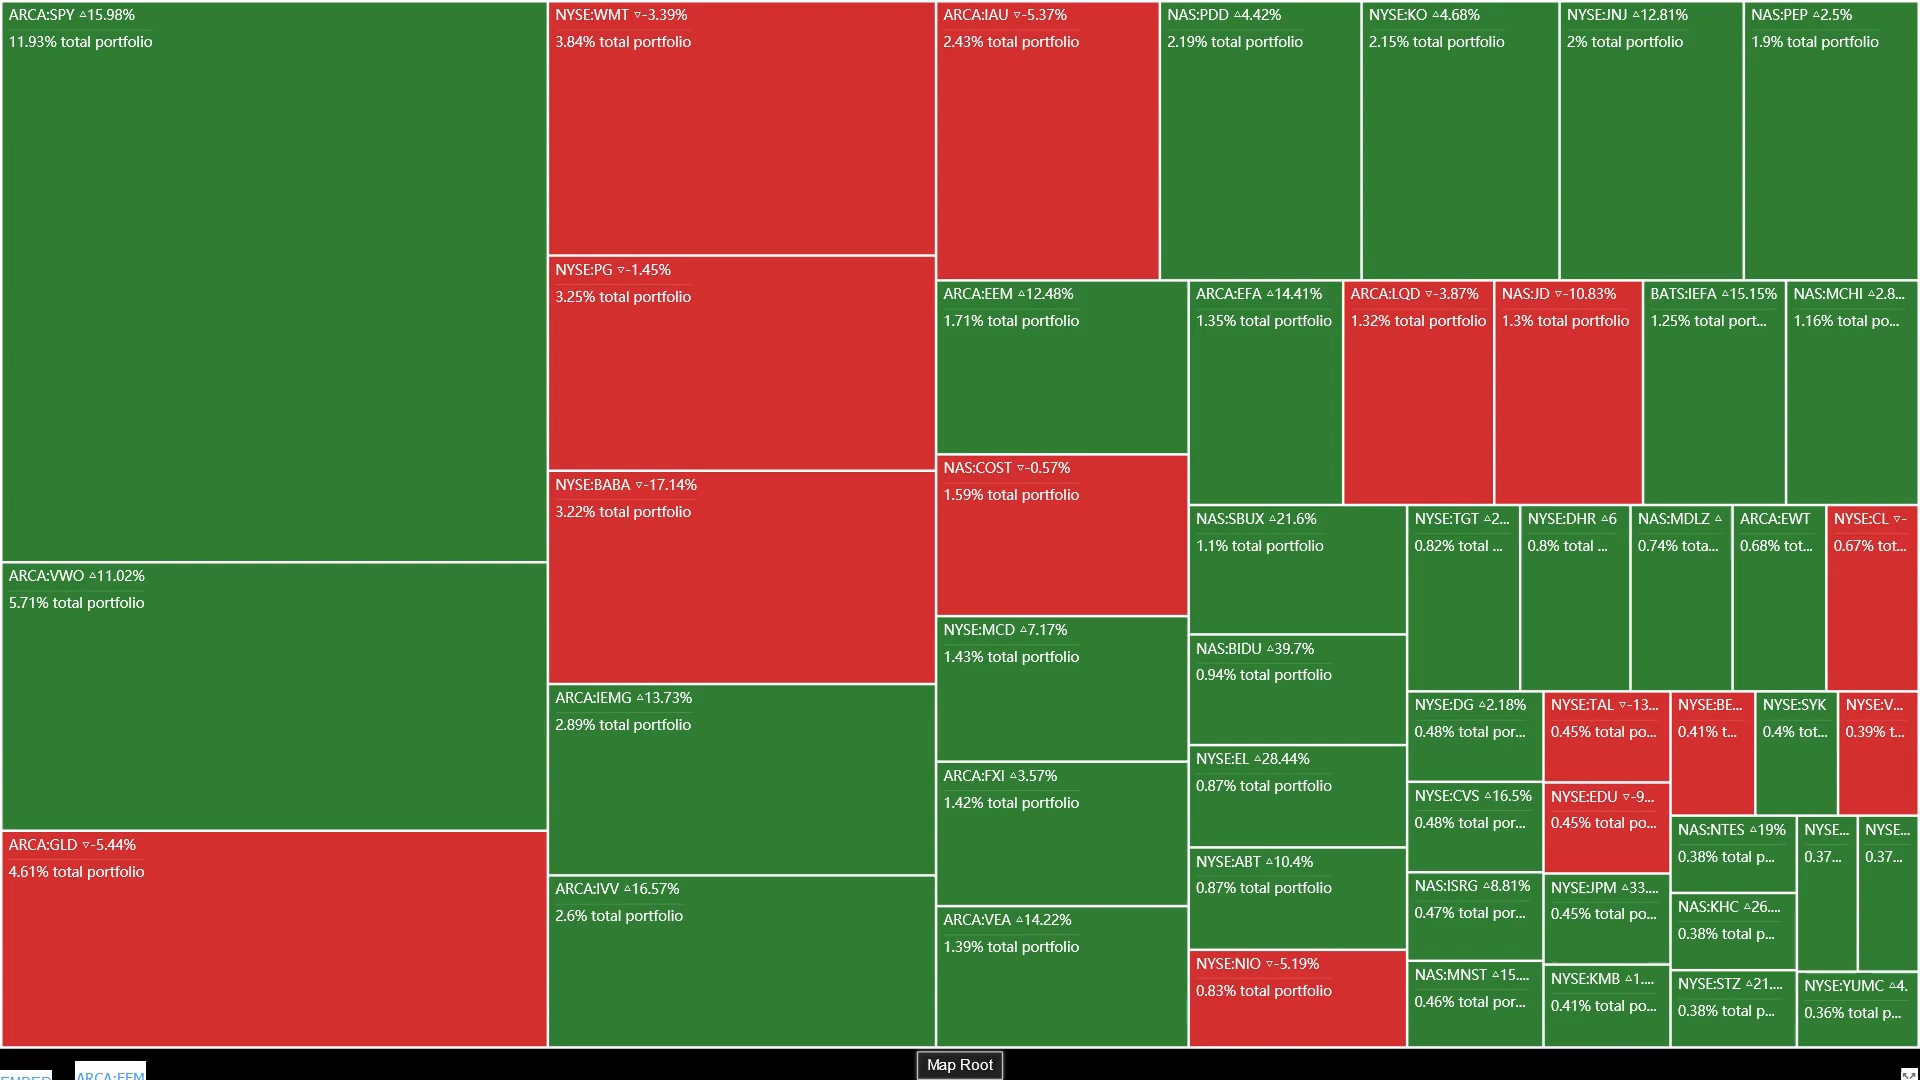 ARCA:SPY ▵15.98%
11.93% total portfolio
ARCA:VWO ▵11.02%
5.71% total portfolio
ARCA:GLD ▿-5.44%
4.61% total portfolio
NYSE:WMT ▿-3.39%
3.84% total portfolio
NYSE:PG ▿-1.45%
3.25% total portfolio
NYSE:BABA ▿-17.14%
3.22% total portfolio
ARCA:IEMG ▵13.73%
2.89% total portfolio
ARCA:IVV ▵16.57%
2.6% total portfolio
ARCA:IAU ▿-5.37%
2.43% total portfolio
NAS:PDD ▵4.42%
2.19% total portfolio
NYSE:KO ▵4.68%
2.15% total portfolio
NYSE:JNJ ▵12.81%
2% total portfolio
NAS:PEP ▵2.5%
1.9% total portfolio
ARCA:EEM ▵12.48%
1.71% total portfolio
NAS:COST ▿-0.57%
1.59% total portfolio
NYSE:MCD ▵7.17%
1.43% total portfolio
ARCA:FXI ▵3.57%
1.42% total portfolio
ARCA:VEA ▵14.22%
1.39% total portfolio
ARCA:EFA ▵14.41%
1.35% total portfolio
ARCA:LQD ▿-3.87%
1.32% total portfolio
NAS:JD ▿-10.83%
1.3% total portfolio
BATS:IEFA ▵15.15%
1.25% total port...
NAS:MCHI ▵2.8...
1.16% total po...
NAS:SBUX ▵21.6%
1.1% total portfolio
NAS:BIDU ▵39.7%
0.94% total portfolio
NYSE:EL ▵28.44%
0.87% total portfolio
NYSE:ABT ▵10.4%
0.87% total portfolio
NYSE:NIO ▿-5.19%
0.83% total portfolio
NYSE:TGT ▵2...
0.82% total ...
NYSE:DHR ▵6
0.8% total ...
NAS:MDLZ ▵
0.74% tota...
ARCA:EWT
0.68% tot...
NYSE:CL ▿-
0.67% tot...
NYSE:DG ▵2.18%
0.48% total por...
NYSE:CVS ▵16.5%
0.48% total por...
NAS:ISRG ▵8.81%
0.47% total por...
NAS:MNST ▵15....
0.46% total por...
NYSE:TAL ▿-13...
0.45% total po...
NYSE:EDU ▿-9...
0.45% total po...
NYSE:JPM ▵33....
0.45% total po...
NYSE:KMB ▵1....
0.41% total po...
NYSE:BE...
0.41% t...
NYSE:SYK
0.4% tot...
NYSE:V...
0.39% t...
NAS:NTES ▵19%
0.38% total p...
NAS:KHC ▵26....
0.38% total p...
NYSE:STZ ▵21....
0.38% total p...
NYSE...
0.37...
NYSE...
0.37...
NYSE:YUMC ▵4.
0.36% total p...
Map Root
ARCA:EEM